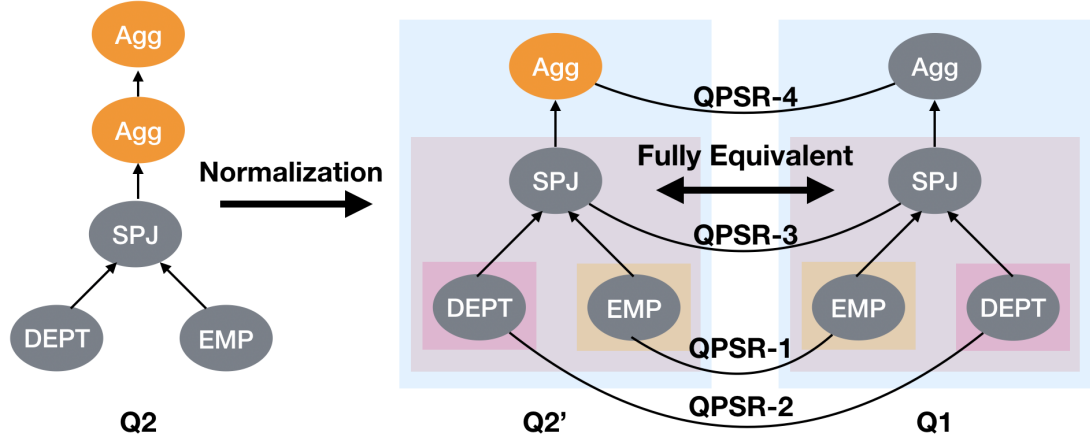 Agg
Agg
SPJ
DEPT
EMP
Q2
Normalization
Agg
SPJ
DEPT
EMP
Q2’
QPSR-4
Fully Equivalent
QPSR-3
QPSR-1
QPSR-2
Agg
SPJ
EMP
DEPT
Q1